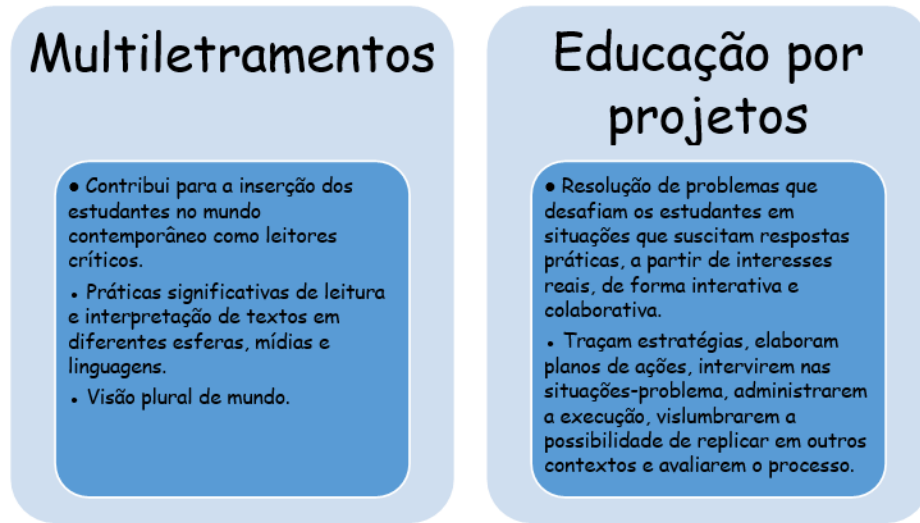 Multiletramentos
● Contribui para a inserção dos
estudantes no mundo
contemporâneo como leitores
críticos.
• Práticas significativas de leitura
e interpretação de textos em
diferentes esferas, mídias e
linguagens.
• Visão plural de mundo.
Educação por
projetos
● Resolução de problemas que
desafiam os estudantes em
situações que suscitam respostas
práticas, a partir de interesses
reais, de forma interativa e
colaborativa.
• Traçam estratégias, elaboram
planos de ações, intervirem nas
situações-problema, administrarem
a execução, vislumbrarem a
possibilidade de replicar em outros
contextos e avaliarem o processo.